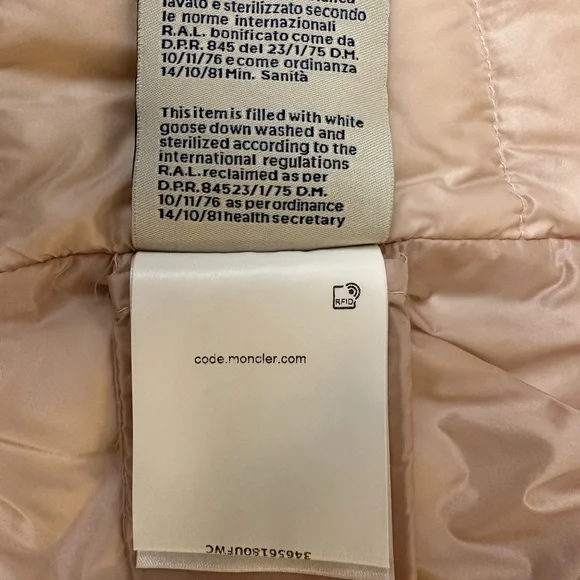 lavato e sterilizzato secondo
le norme internazionali
R.A.L. bonificato come da
D.P.R. 845 del 23/1/75 D.M.
10/11/76 e come ordinanza
14/10/81 Min. Sanità
This item is filled with white
goose down washed and
sterilized according to the
international regulations
R.A.L. reclaimed as per
D.P.R. 84523/1/75 D.M.
10/11/76 as per ordinance
14/10/81 health secretary
RFID
code.moncler.com
34656180UFWC